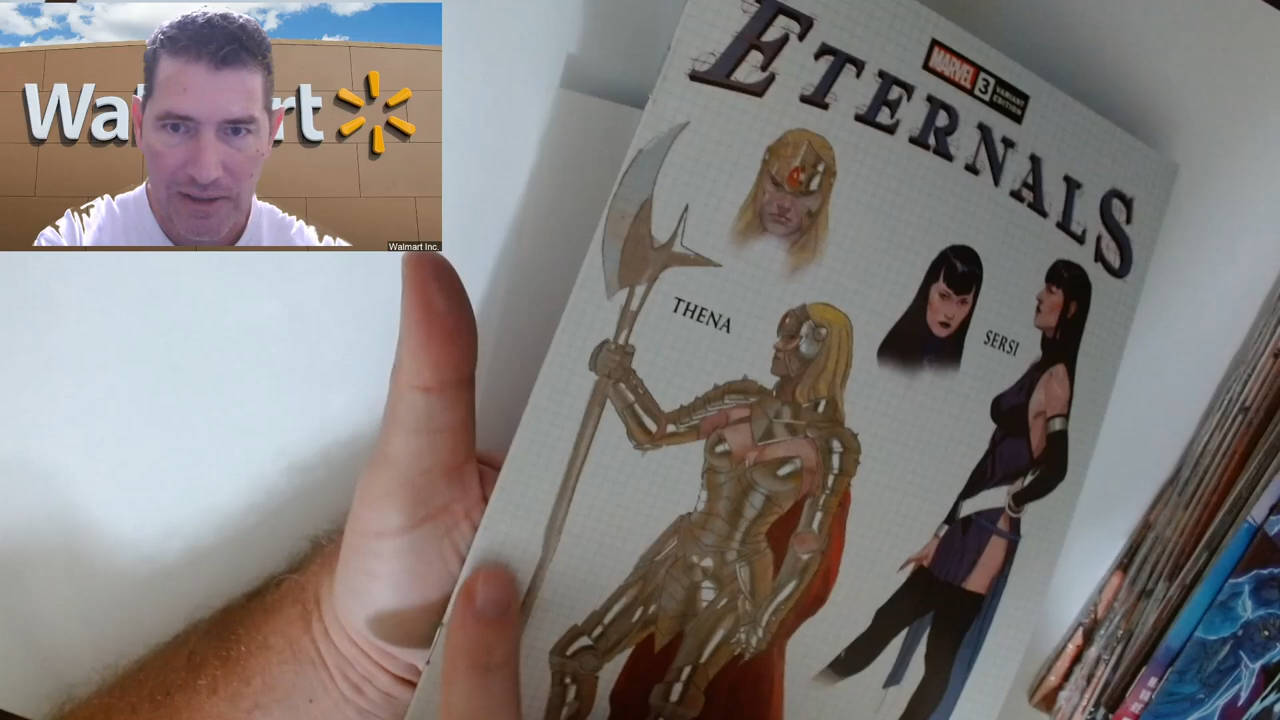 Walmart
Walmart Inc.
ETERNALS
MARVEL
3
VARIANT
EDITION
THENA
SERSI